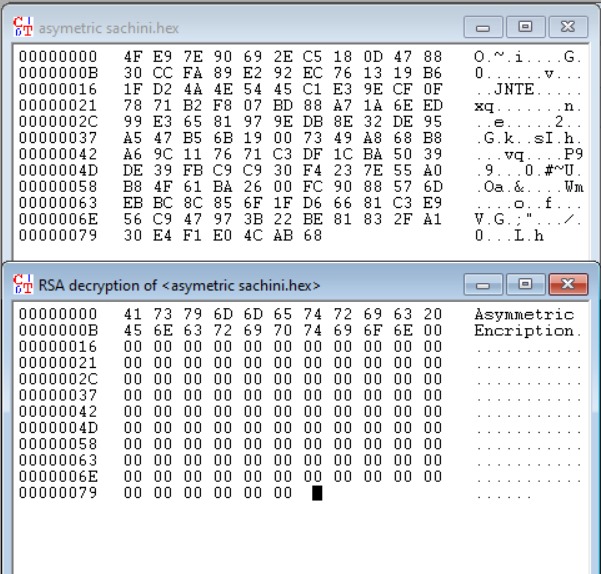 asymetric sachini.hex
00000000 4F E9 7E 90 69 2E C5 18 0D 47 88 O.~.i....G.
0000000B 30 CC FA 89 E2 92 EC 76 13 19 B6 0......v...
00000016 1F D2 4A 4E 54 45 C1 E3 9E CF 0F ..JNTE.....
00000021 78 71 B2 F8 07 BD 88 A7 1A 6E ED xq.......n.
0000002C 99 E3 65 81 97 9E DB 8E 32 DE 95 ..e.....2..
00000037 A5 47 B5 6B 19 00 73 49 A8 68 B8 .G.k..sI.h.
00000042 A6 9C 11 76 71 C3 DF 1C BA 50 39 ...vq....P9
0000004D DE 39 FB C9 C9 30 F4 23 7E 55 A0 .9...0.#~U.
00000058 B8 4F 61 BA 26 00 FC 90 88 57 6D .Oa.&....Wm
00000063 EB BC 8C 85 6F 1F D6 66 81 C3 E9 ....o..f...
0000006E 56 C9 47 97 3B 22 BE 81 83 2F A1 V.G.;".../.
00000079 30 E4 F1 E0 4C AB 68 0...L.h
RSA decryption of <asymetric sachini.hex>
00000000 41 73 79 6D 6D 65 74 72 69 63 20 Asymmetric
0000000B 45 6E 63 72 69 70 74 69 6F 6E 00 Encription.
00000016 00 00 00 00 00 00 00 00 00 00 00 ...........
00000021 00 00 00 00 00 00 00 00 00 00 00 ...........
0000002C 00 00 00 00 00 00 00 00 00 00 00 ...........
00000037 00 00 00 00 00 00 00 00 00 00 00 ...........
00000042 00 00 00 00 00 00 00 00 00 00 00 ...........
0000004D 00 00 00 00 00 00 00 00 00 00 00 ...........
00000058 00 00 00 00 00 00 00 00 00 00 00 ...........
00000063 00 00 00 00 00 00 00 00 00 00 00 ...........
0000006E 00 00 00 00 00 00 00 00 00 00 00 ...........
00000079 00 00 00 00 00 00 ......